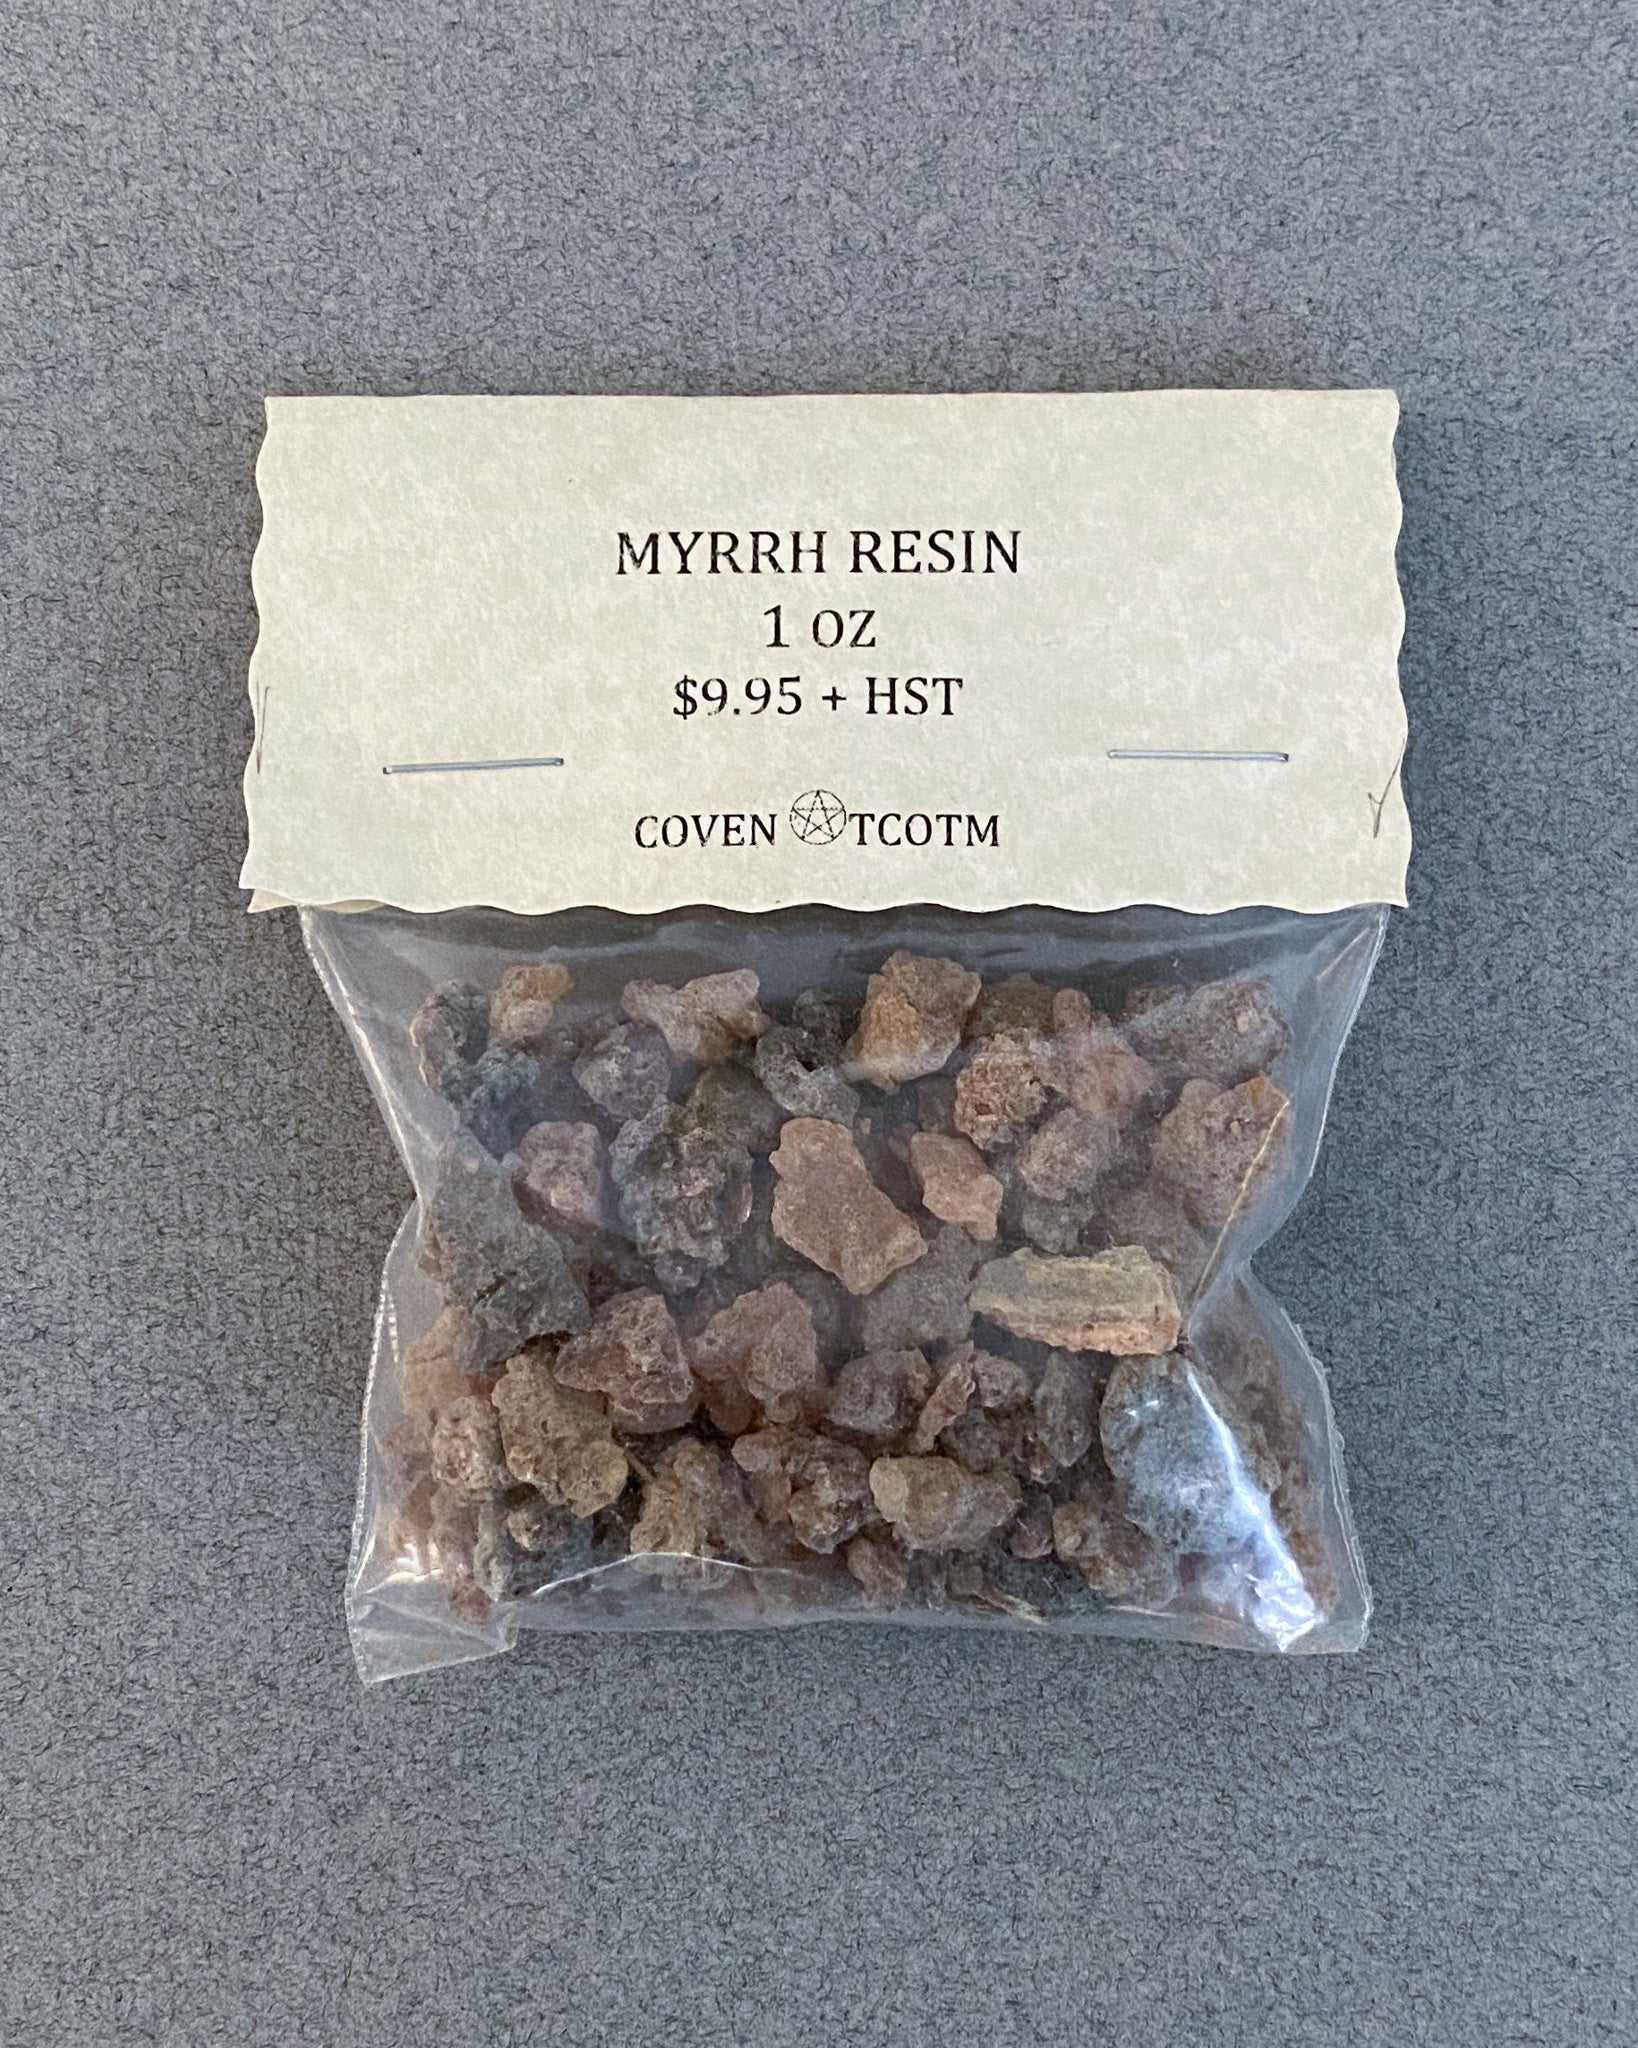 MYRRH RESIN
1 OZ
$9.95 + HST
COVEN TCOTM